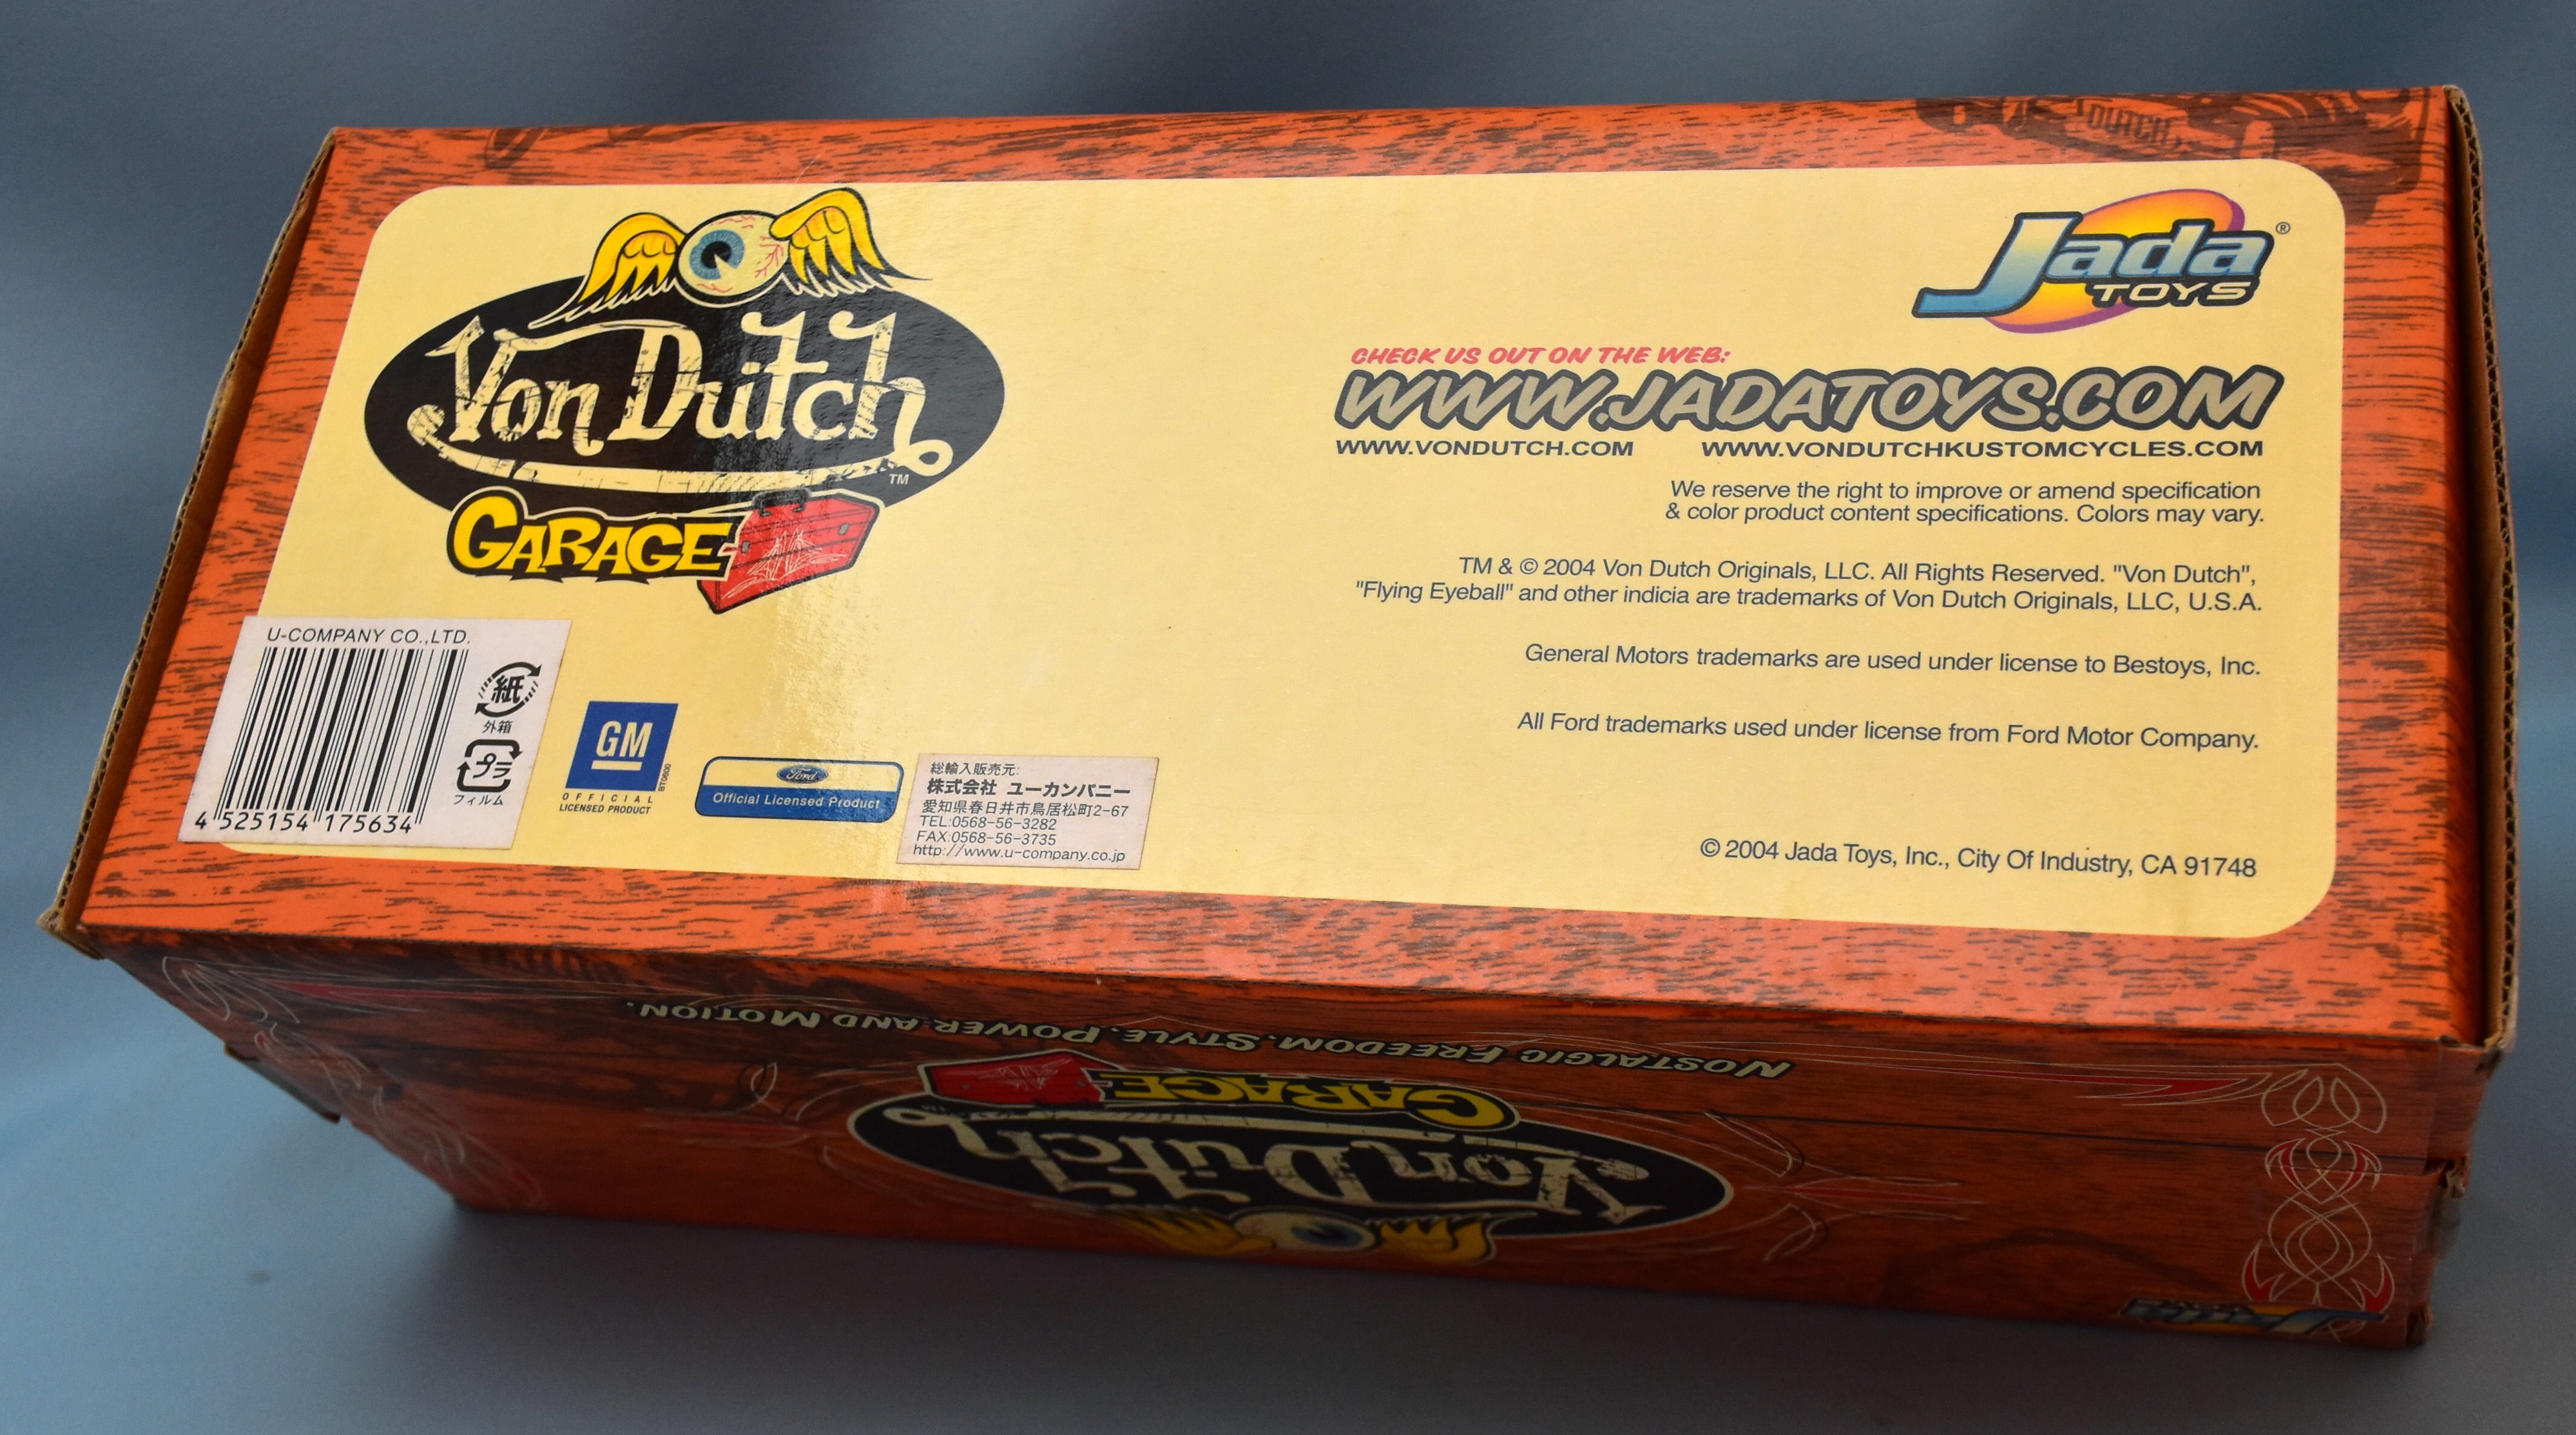 DUTCH
Von Dutch
TM
GARAGE
Jada
TOYS
®
CHECK US OUT ON THE WEB:
WWW.JADATOYS.COM
WWW.VONDUTCH.COM WWW.VONDUTCHKUSTOMCYCLES.COM
We reserve the right to improve or amend specification
& color product content specifications. Colors may vary.
TM & © 2004 Von Dutch Originals, LLC. All Rights Reserved. "Von Dutch",
"Flying Eyeball" and other indicia are trademarks of Von Dutch Originals, LLC, U.S.A.
General Motors trademarks are used under license to Bestoys, Inc.
All Ford trademarks used under license from Ford Motor Company.
© 2004 Jada Toys, Inc., City Of Industry, CA 91748
U-COMPANY CO.,LTD.
紙
外箱
プラ
フィルム
4 525154 175634
GM
OFFICIAL
LICENSED PRODUCT
BT0600
Ford
Official Licensed Product
総輸入販売元:
株式会社 ユーカンパニー
愛知県春日井市鳥居松町2-67
TEL:0568-56-3282
FAX:0568-56-3735
http://www.u-company.co.jp
NOSTALGIC FREEDOM, STYLE, POWER AND MOTION.
GARAGE
Von Dutch
Jada